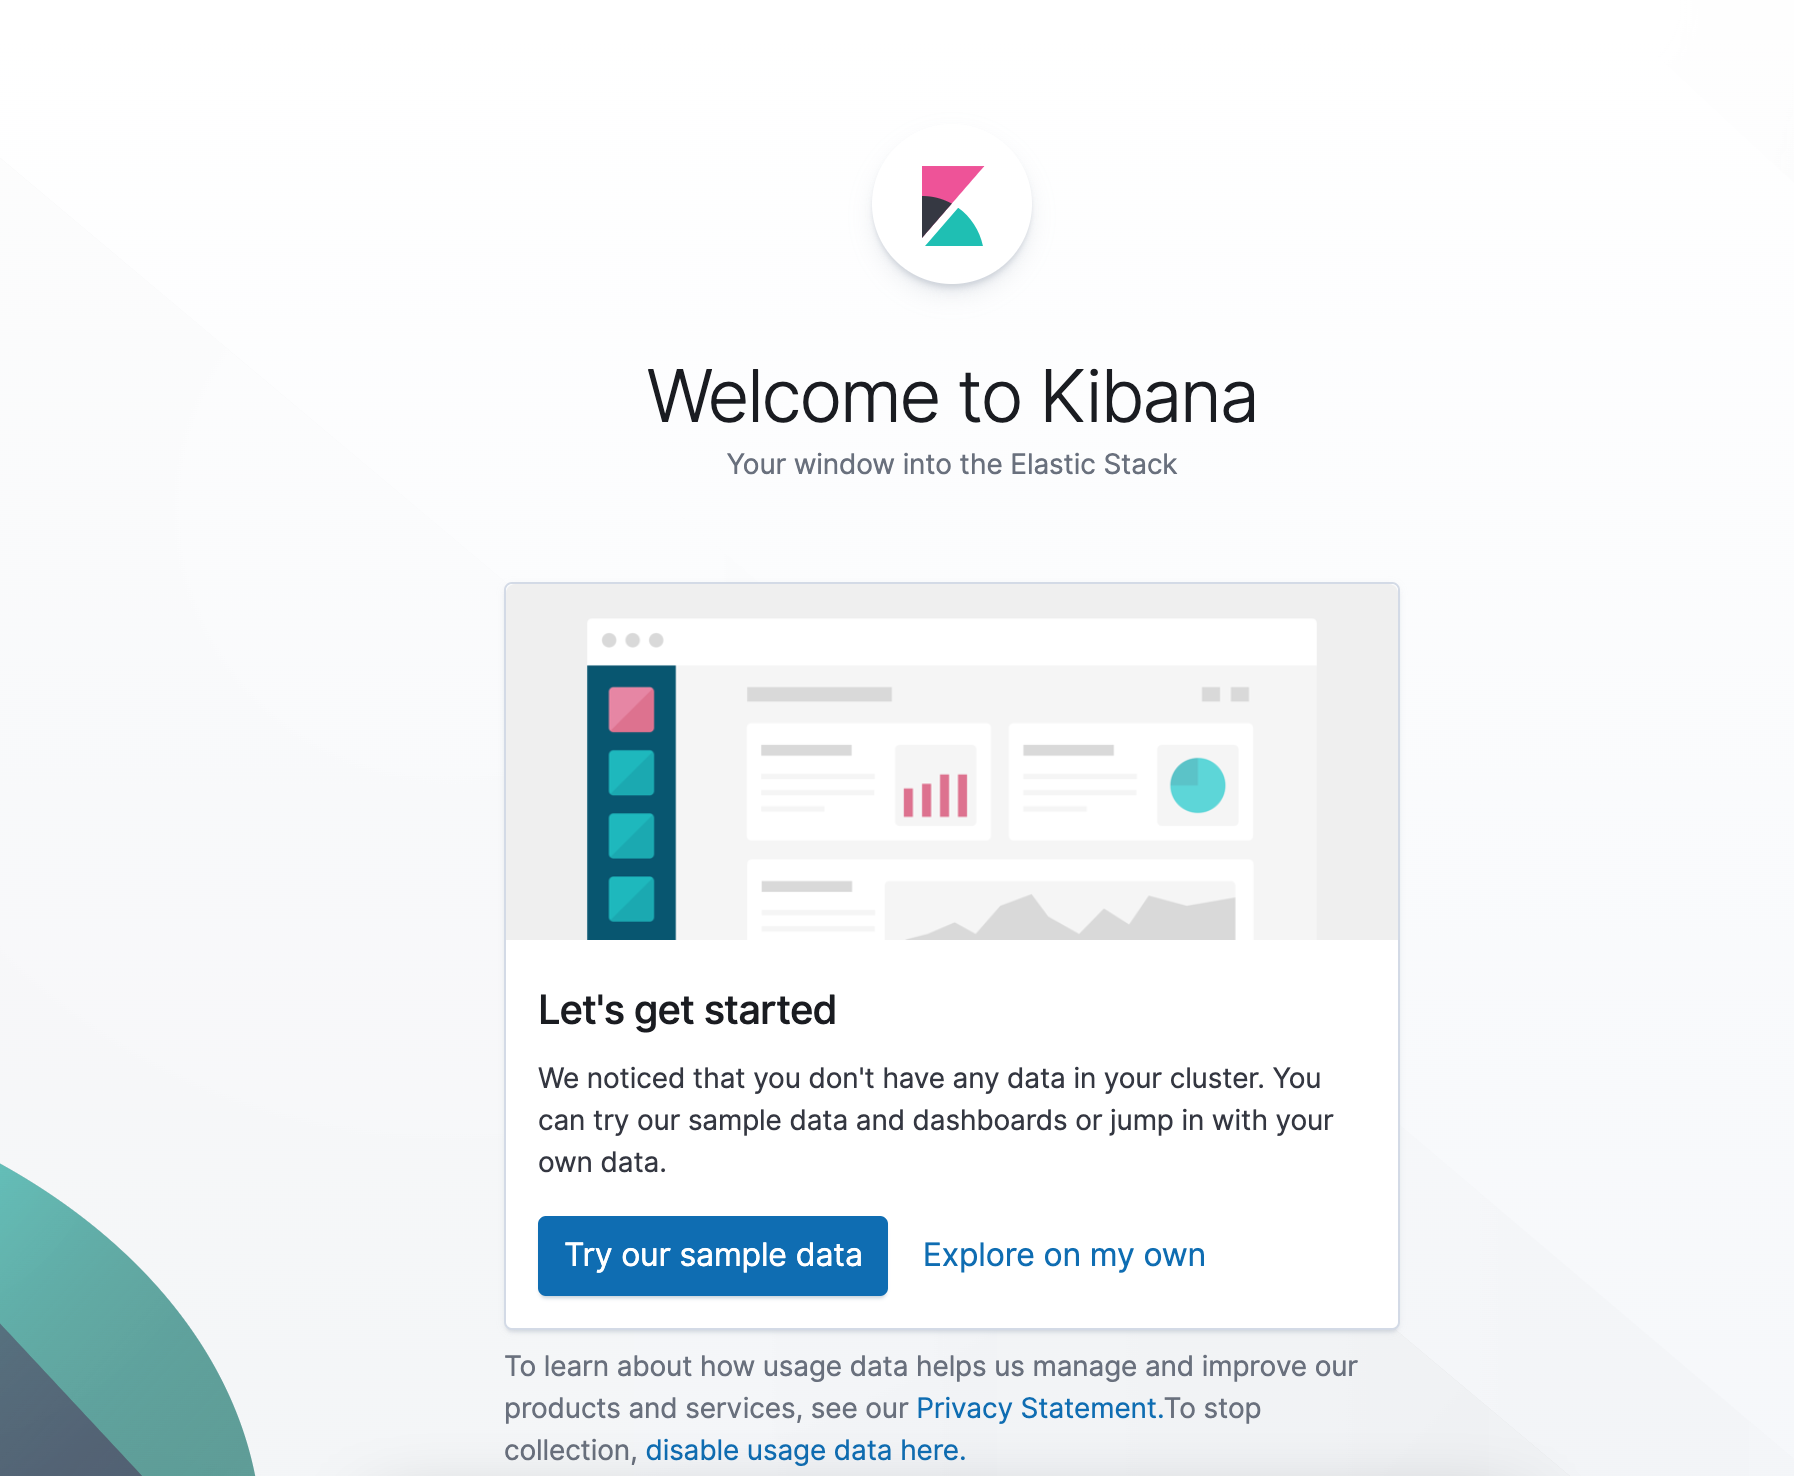 Welcome to Kibana
Your window into the Elastic Stack
Let's get started
We noticed that you don't have any data in your cluster. You
can try our sample data and dashboards or jump in with your
own data.
Try our sample data
Explore on my own
To learn about how usage data helps us manage and improve our
products and services, see our Privacy Statement.To stop
collection, disable usage data here.